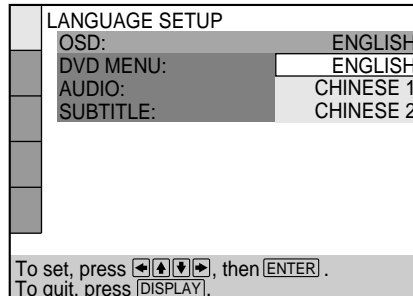 LANGUAGE SETUP
OSD: ENGLISH
DVD MENU: ENGLISH
AUDIO: CHINESE 1
SUBTITLE: CHINESE 2
To set, press ←↑↓→, then ENTER.
To quit, press DISPLAY.